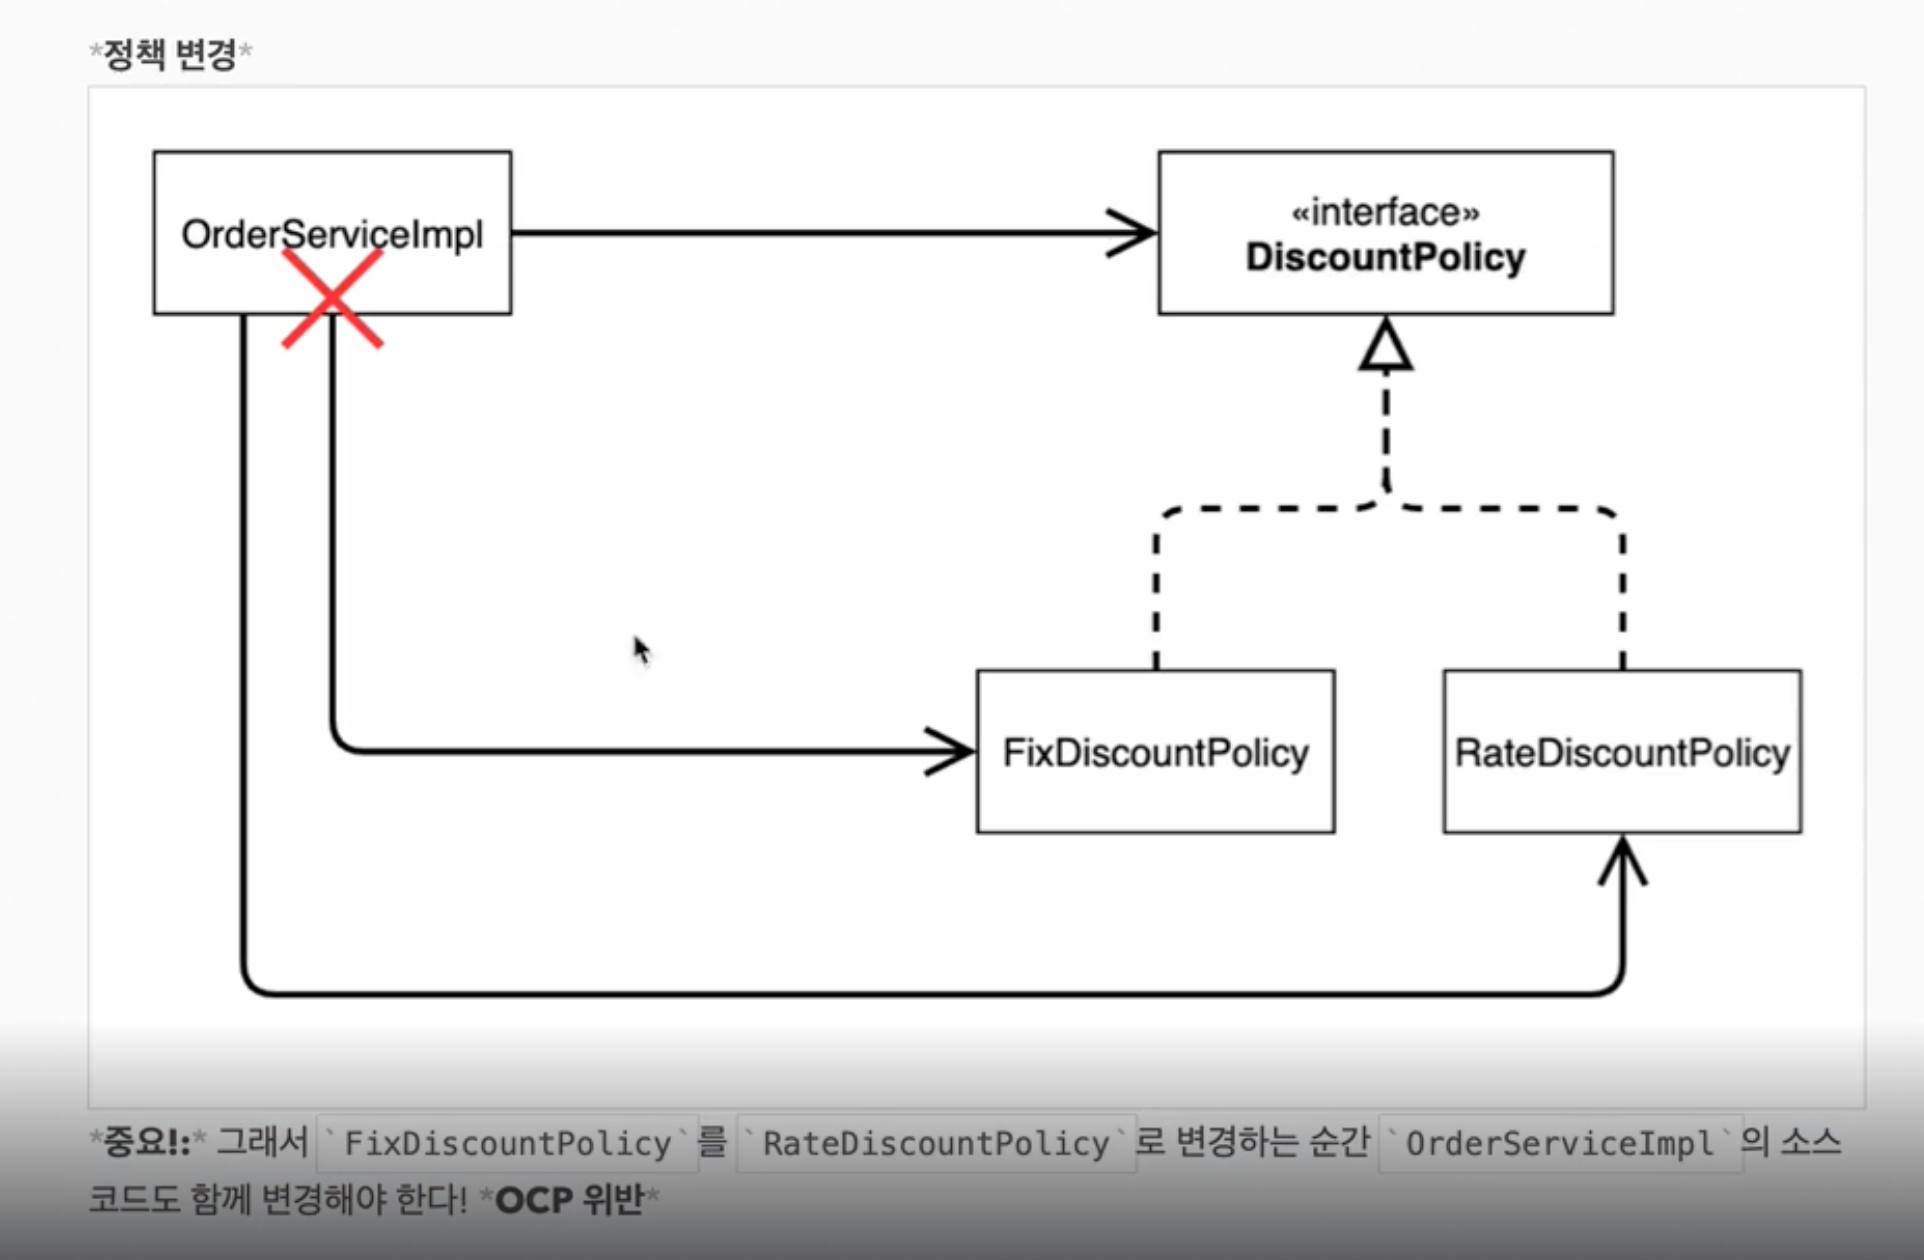 *정책 변경*
OrderServiceImpl
«interface»
DiscountPolicy
FixDiscountPolicy
RateDiscountPolicy
*중요!:* 그래서 `FixDiscountPolicy`를 `RateDiscountPolicy`로 변경하는 순간 `OrderServiceImpl`의 소스
코드도 함께 변경해야 한다! *OCP 위반*